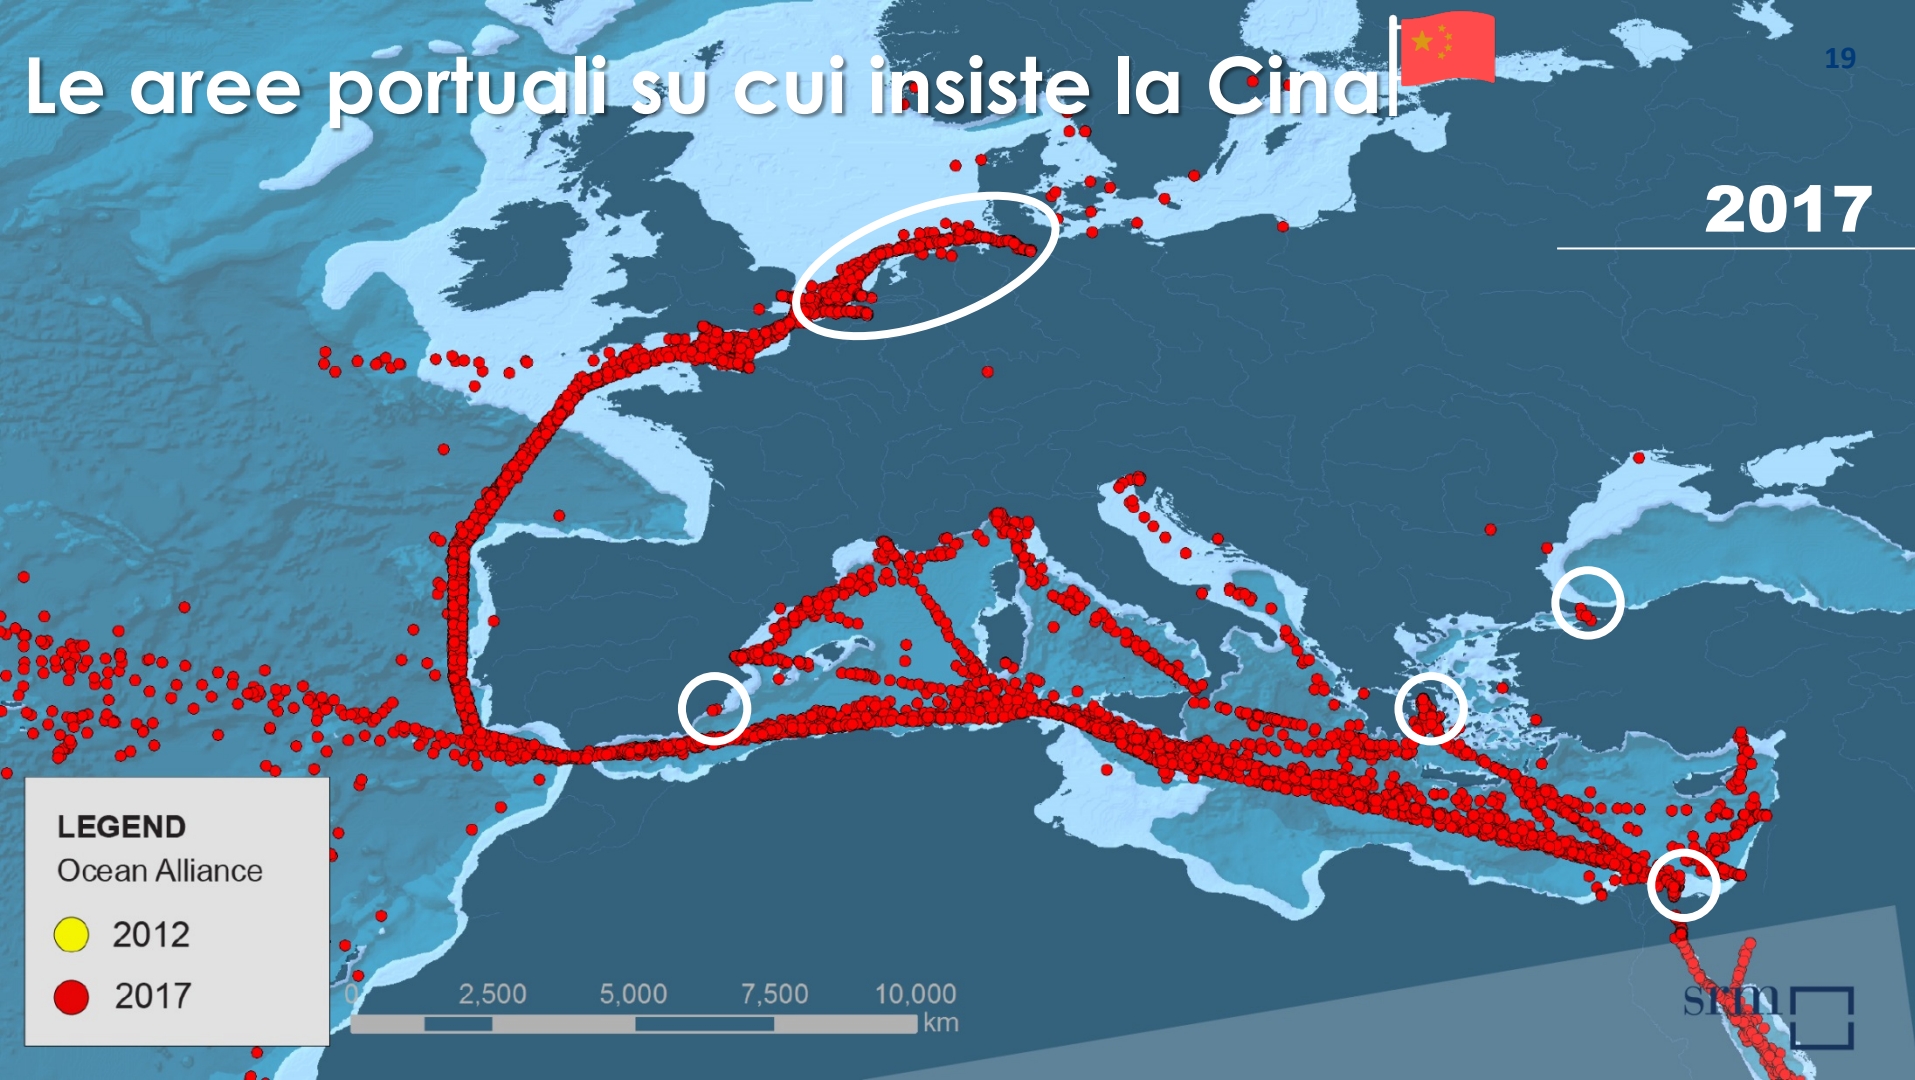 Le aree portuali su cui insiste la Cina
19
2017
LEGEND
Ocean Alliance
2012
2017
0 2,500 5,000 7,500 10,000
km
srm